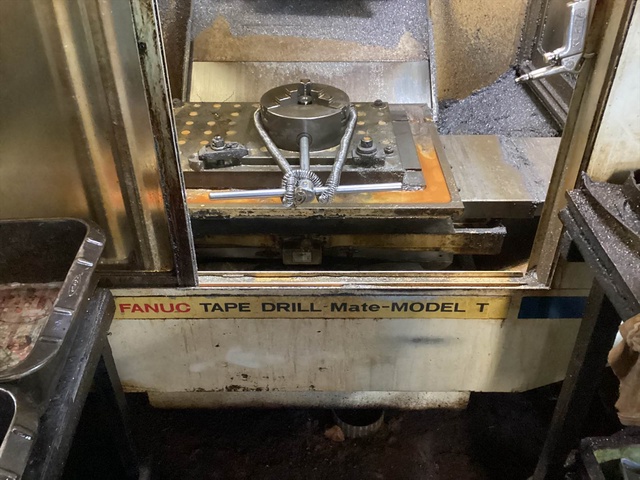 FANUC TAPE DRILL-Mate-MODEL T